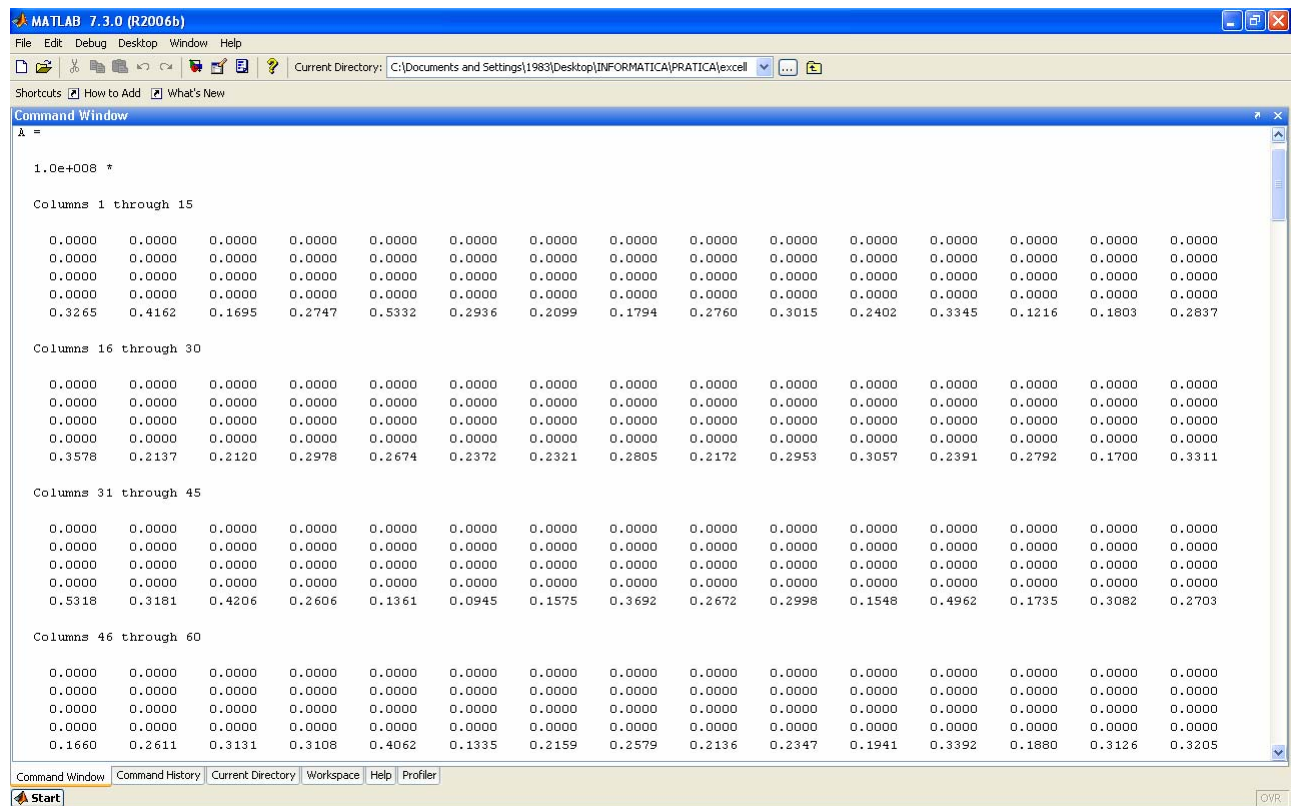 MATLAB 7.3.0 (R2006b)
File Edit Debug Desktop Window Help
Current Directory: C:\Documents and Settings\1983\Desktop\INFORMATICA\PRATICA\excell
Shortcuts How to Add What's New
Command Window
A =
1.0e+008 *
Columns 1 through 15
0.0000 0.0000 0.0000 0.0000 0.0000 0.0000 0.0000 0.0000 0.0000 0.0000 0.0000 0.0000 0.0000 0.0000 0.0000
0.0000 0.0000 0.0000 0.0000 0.0000 0.0000 0.0000 0.0000 0.0000 0.0000 0.0000 0.0000 0.0000 0.0000 0.0000
0.0000 0.0000 0.0000 0.0000 0.0000 0.0000 0.0000 0.0000 0.0000 0.0000 0.0000 0.0000 0.0000 0.0000 0.0000
0.0000 0.0000 0.0000 0.0000 0.0000 0.0000 0.0000 0.0000 0.0000 0.0000 0.0000 0.0000 0.0000 0.0000 0.0000
0.3265 0.4162 0.1695 0.2747 0.5332 0.2936 0.2099 0.1794 0.2760 0.3015 0.2402 0.3345 0.1216 0.1803 0.2837
Columns 16 through 30
0.0000 0.0000 0.0000 0.0000 0.0000 0.0000 0.0000 0.0000 0.0000 0.0000 0.0000 0.0000 0.0000 0.0000 0.0000
0.0000 0.0000 0.0000 0.0000 0.0000 0.0000 0.0000 0.0000 0.0000 0.0000 0.0000 0.0000 0.0000 0.0000 0.0000
0.0000 0.0000 0.0000 0.0000 0.0000 0.0000 0.0000 0.0000 0.0000 0.0000 0.0000 0.0000 0.0000 0.0000 0.0000
0.0000 0.0000 0.0000 0.0000 0.0000 0.0000 0.0000 0.0000 0.0000 0.0000 0.0000 0.0000 0.0000 0.0000 0.0000
0.3578 0.2137 0.2120 0.2978 0.2674 0.2372 0.2321 0.2805 0.2172 0.2953 0.3057 0.2391 0.2792 0.1700 0.3311
Columns 31 through 45
0.0000 0.0000 0.0000 0.0000 0.0000 0.0000 0.0000 0.0000 0.0000 0.0000 0.0000 0.0000 0.0000 0.0000 0.0000
0.0000 0.0000 0.0000 0.0000 0.0000 0.0000 0.0000 0.0000 0.0000 0.0000 0.0000 0.0000 0.0000 0.0000 0.0000
0.0000 0.0000 0.0000 0.0000 0.0000 0.0000 0.0000 0.0000 0.0000 0.0000 0.0000 0.0000 0.0000 0.0000 0.0000
0.0000 0.0000 0.0000 0.0000 0.0000 0.0000 0.0000 0.0000 0.0000 0.0000 0.0000 0.0000 0.0000 0.0000 0.0000
0.5318 0.3181 0.4206 0.2606 0.1361 0.0945 0.1575 0.3692 0.2672 0.2998 0.1548 0.4962 0.1735 0.3082 0.2703
Columns 46 through 60
0.0000 0.0000 0.0000 0.0000 0.0000 0.0000 0.0000 0.0000 0.0000 0.0000 0.0000 0.0000 0.0000 0.0000 0.0000
0.0000 0.0000 0.0000 0.0000 0.0000 0.0000 0.0000 0.0000 0.0000 0.0000 0.0000 0.0000 0.0000 0.0000 0.0000
0.0000 0.0000 0.0000 0.0000 0.0000 0.0000 0.0000 0.0000 0.0000 0.0000 0.0000 0.0000 0.0000 0.0000 0.0000
0.0000 0.0000 0.0000 0.0000 0.0000 0.0000 0.0000 0.0000 0.0000 0.0000 0.0000 0.0000 0.0000 0.0000 0.0000
0.1660 0.2611 0.3131 0.3108 0.4062 0.1335 0.2159 0.2579 0.2136 0.2347 0.1941 0.3392 0.1880 0.3126 0.3205
Command Window Command History Current Directory Workspace Help Profiler
Start OVR